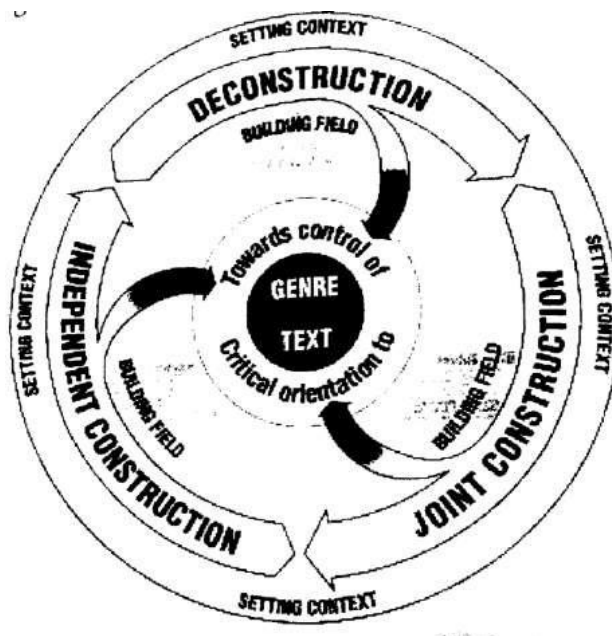 SETTING CONTEXT
DECONSTRUCTION
BUILDING FIELD
Towards control of
GENRE
TEXT
Critical orientation to
INDEPENDENT CONSTRUCTION
BUILDING FIELD
SETTING CONTEXT
JOINT CONSTRUCTION
BUILDING FIELD
SETTING CONTEXT
SETTING CONTEXT